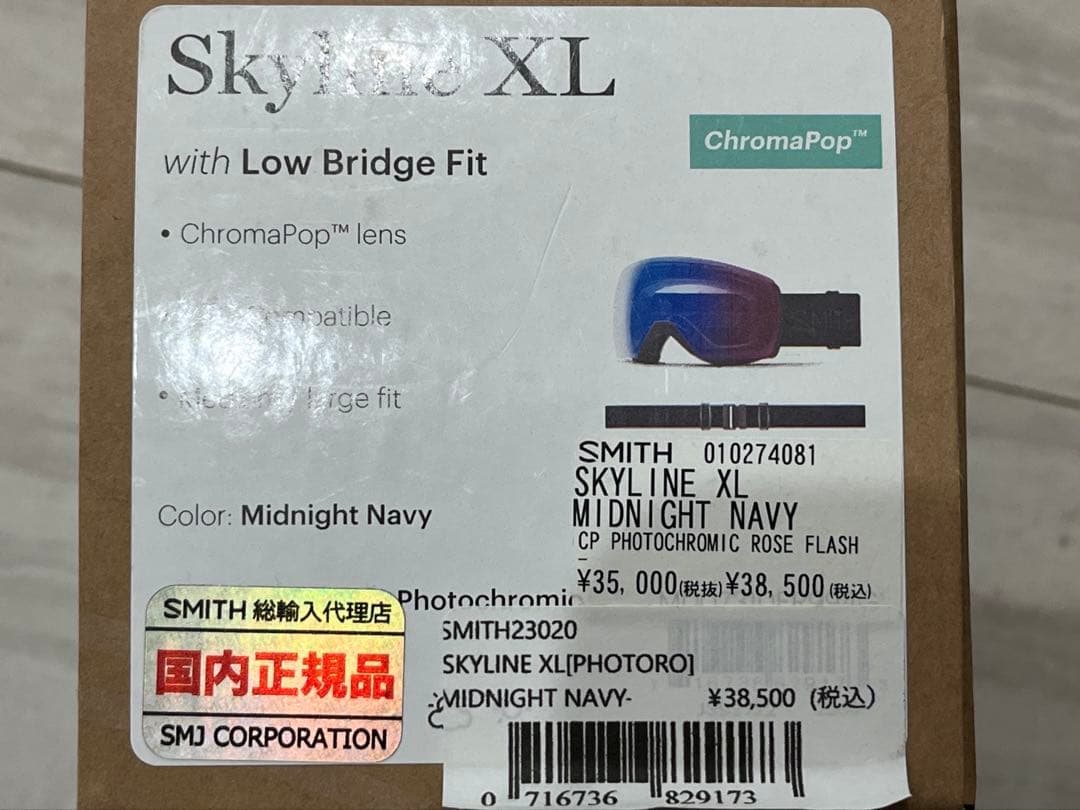 Skyline XL
ChromaPop™
with Low Bridge Fit
• ChromaPop™ lens
Compatible
large fit
SMITH 010274081
SKYLINE XL
MIDNIGHT NAVY
CP PHOTOCHROMIC ROSE FLASH
-
¥35,000(税抜)¥38,500(税込)
Color: Midnight Navy
Photochromic
SMITH 総輸入代理店
国内正規品
SMJ CORPORATION
SMITH23020
SKYLINE XL[PHOTORO]
-MIDNIGHT NAVY- ¥38,500 (税込)
0 716736 829173